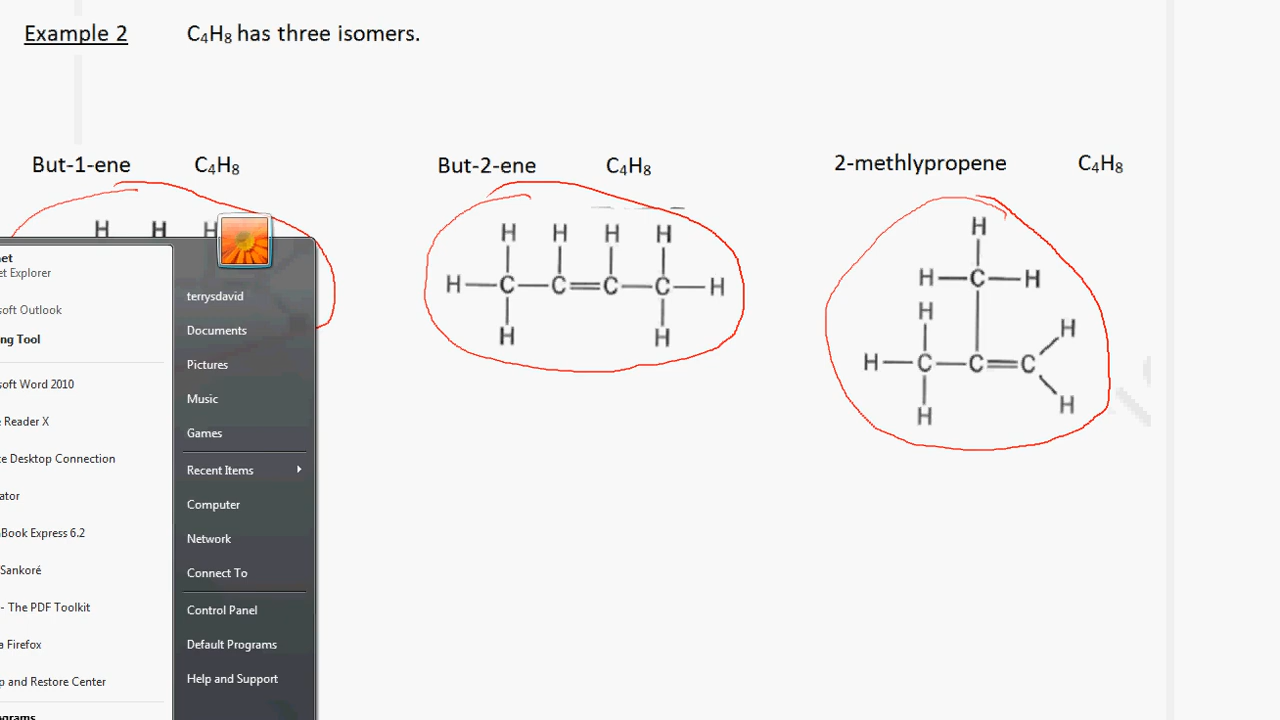 Example 2 C₄H₈ has three isomers.
But-1-ene C₄H₈ But-2-ene C₄H₈ 2-methlypropene C₄H₈
H H H
H H H H
H C C C C H
H H
H
H C H
H
H C C C
H
H
H
H
net
et Explorer
soft Outlook
ng Tool
soft Word 2010
Reader X
te Desktop Connection
ator
Book Express 6.2
Sankoré
- The PDF Toolkit
a Firefox
p and Restore Center
ograms
terrysdavid
Documents
Pictures
Music
Games
Recent Items
Computer
Network
Connect To
Control Panel
Default Programs
Help and Support